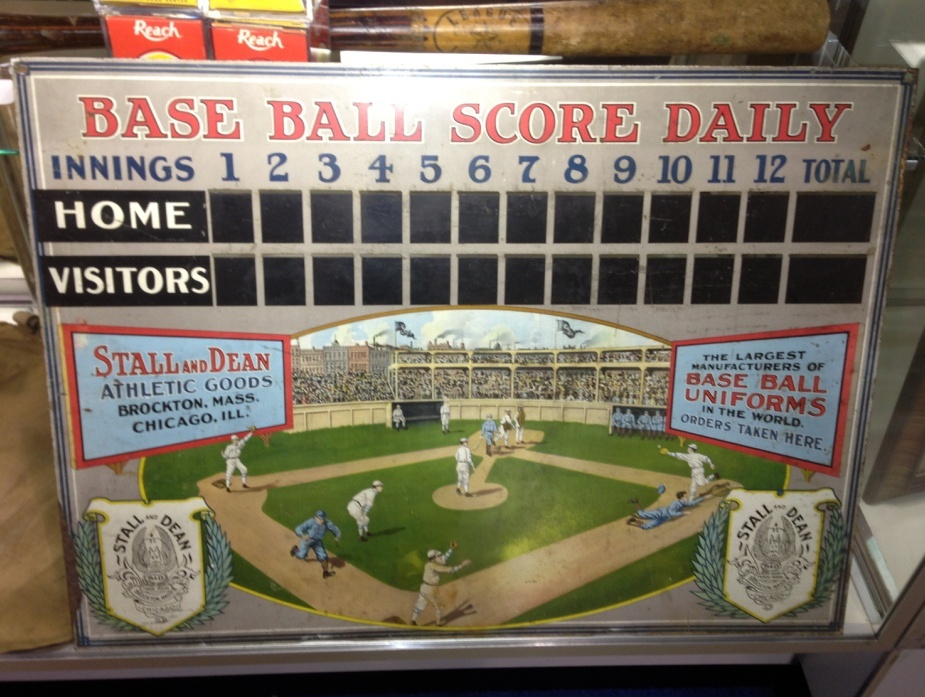 Reach Reach
LEAGUE
BASE BALL SCORE DAILY
INNINGS 1 2 3 4 5 6 7 8 9 10 11 12 TOTAL
HOME
VISITORS
STALL AND DEAN
ATHLETIC GOODS
BROCKTON, MASS.
CHICAGO, ILL.
THE LARGEST
MANUFACTURERS OF
BASE BALL
UNIFORMS
IN THE WORLD.
ORDERS TAKEN HERE.
STALL AND DEAN
STALL AND DEAN